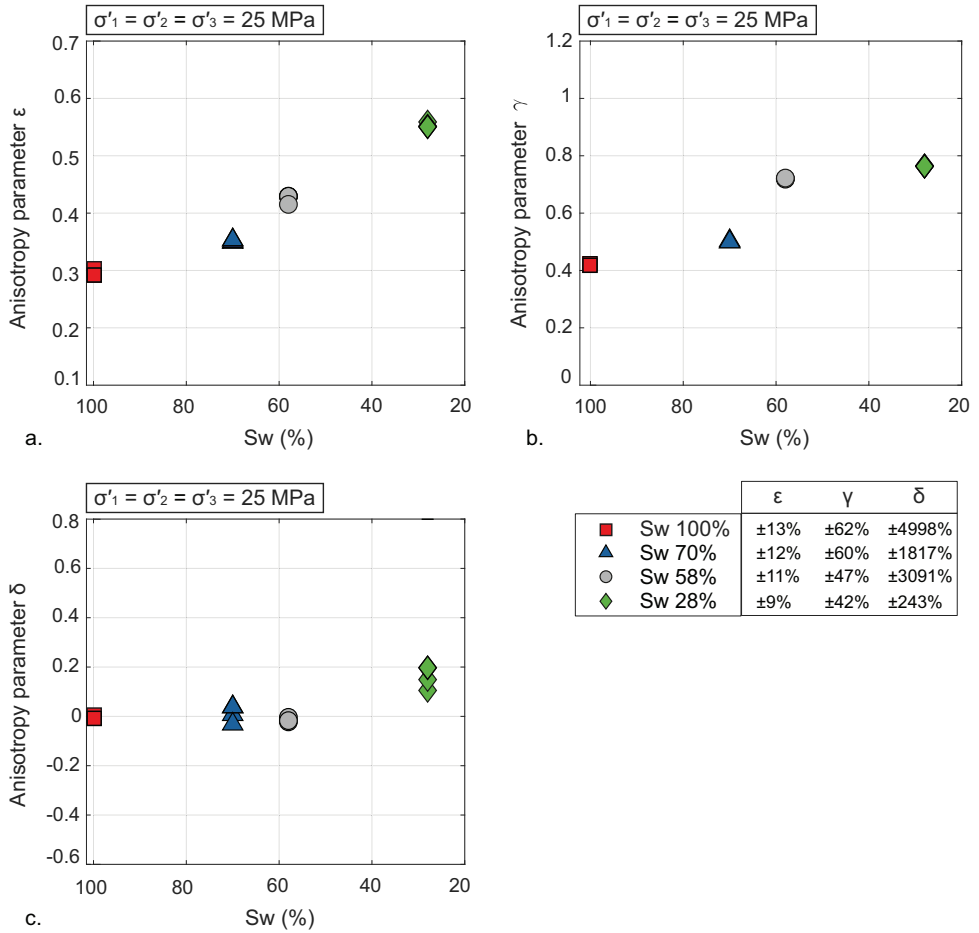 σ′₁ = σ′₂ = σ′₃ = 25 MPa
0.7
0.6
0.5
0.4
0.3
0.2
0.1
Anisotropy parameter ε
100 80 60 40 20
Sw (%)
a.
σ′₁ = σ′₂ = σ′₃ = 25 MPa
1.2
1
0.8
0.6
0.4
0.2
0
Anisotropy parameter γ
100 80 60 40 20
Sw (%)
b.
σ′₁ = σ′₂ = σ′₃ = 25 MPa
0.8
0.6
0.4
0.2
0
-0.2
-0.4
-0.6
Anisotropy parameter δ
100 80 60 40 20
Sw (%)
c.
ε γ δ
Sw 100% ±13% ±62% ±4998%
Sw 70% ±12% ±60% ±1817%
Sw 58% ±11% ±47% ±3091%
Sw 28% ±9% ±42% ±243%